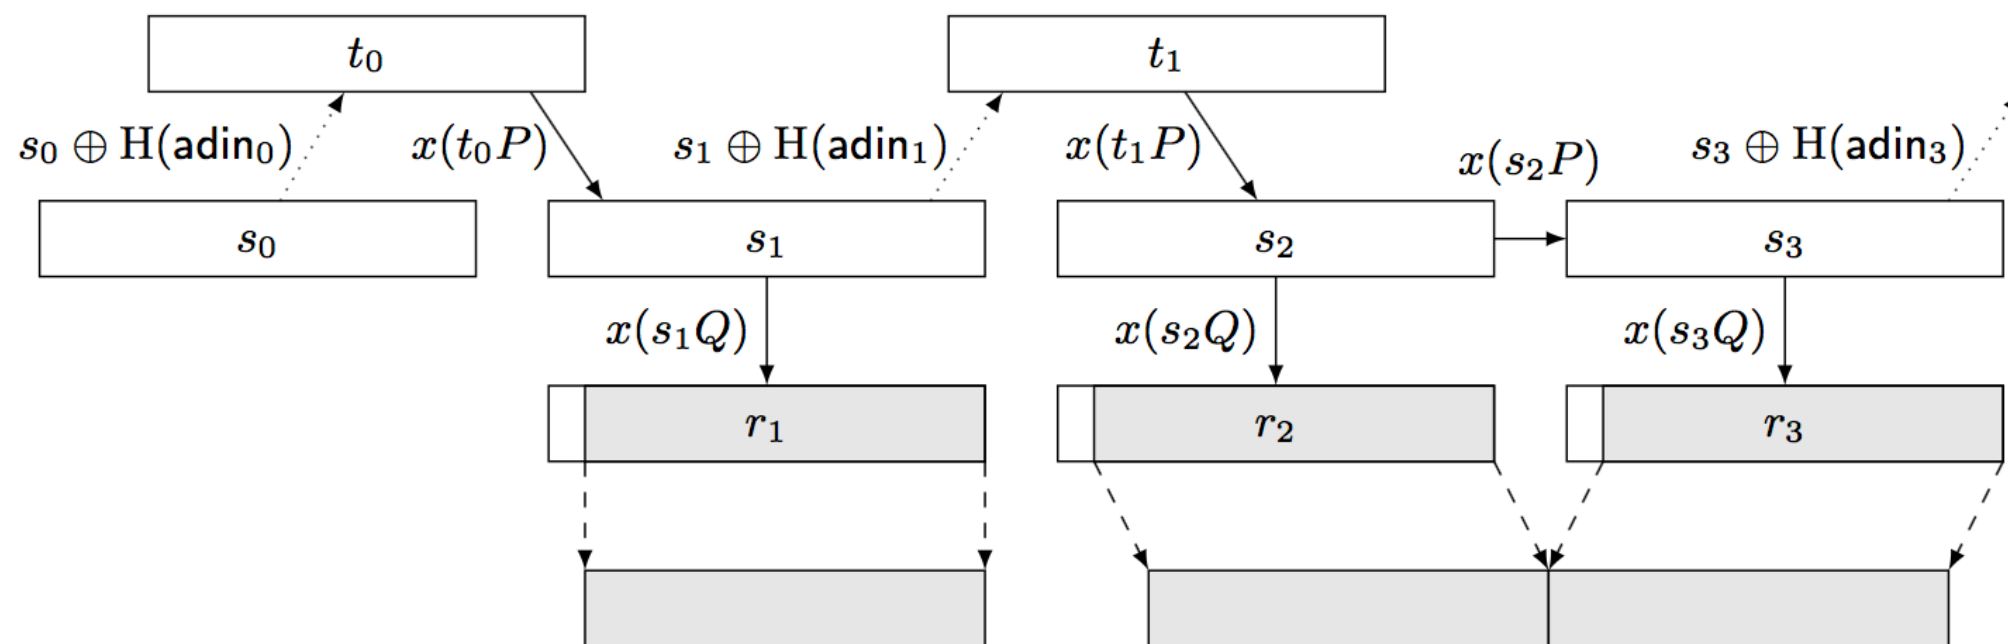 t₀ t₁
s₀ ⊕ H(adin₀) x(t₀P) s₁ ⊕ H(adin₁) x(t₁P) x(s₂P) s₃ ⊕ H(adin₃)
s₀ s₁ s₂ s₃
x(s₁Q) x(s₂Q) x(s₃Q)
r₁ r₂ r₃